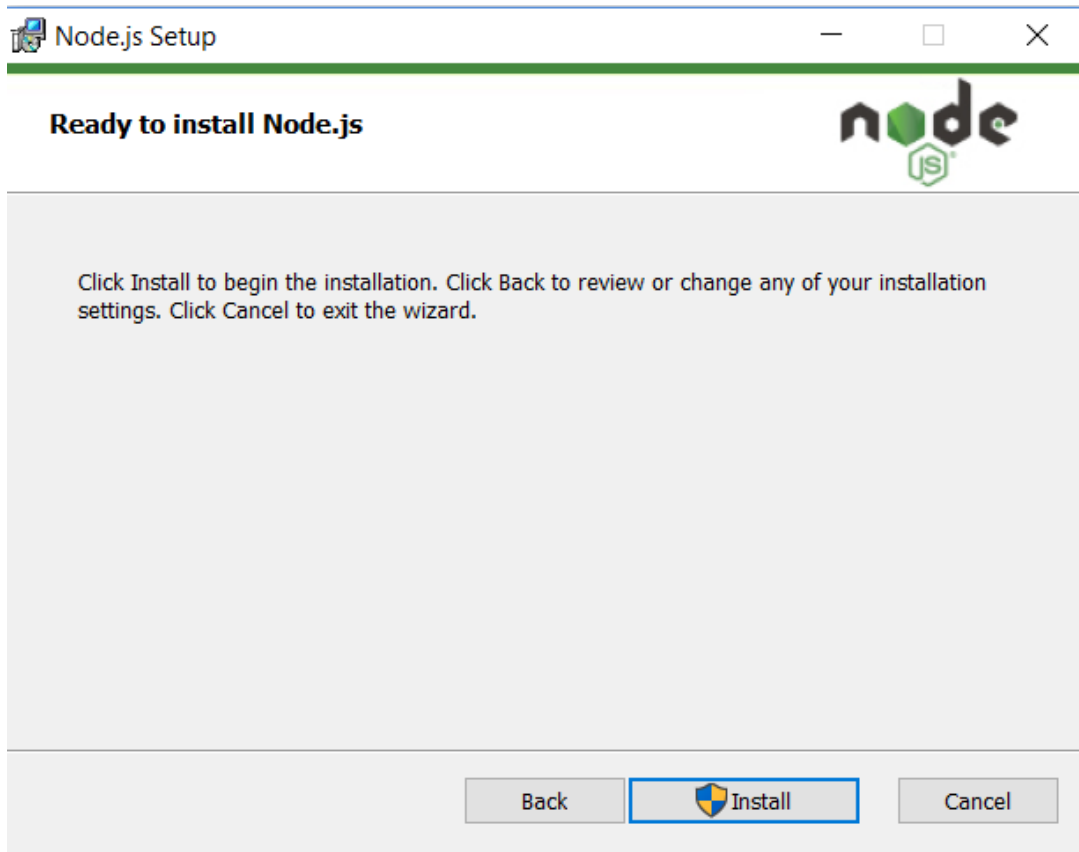 Node.js Setup
Ready to install Node.js
node
JS
Click Install to begin the installation. Click Back to review or change any of your installation
settings. Click Cancel to exit the wizard.
Back
Install
Cancel